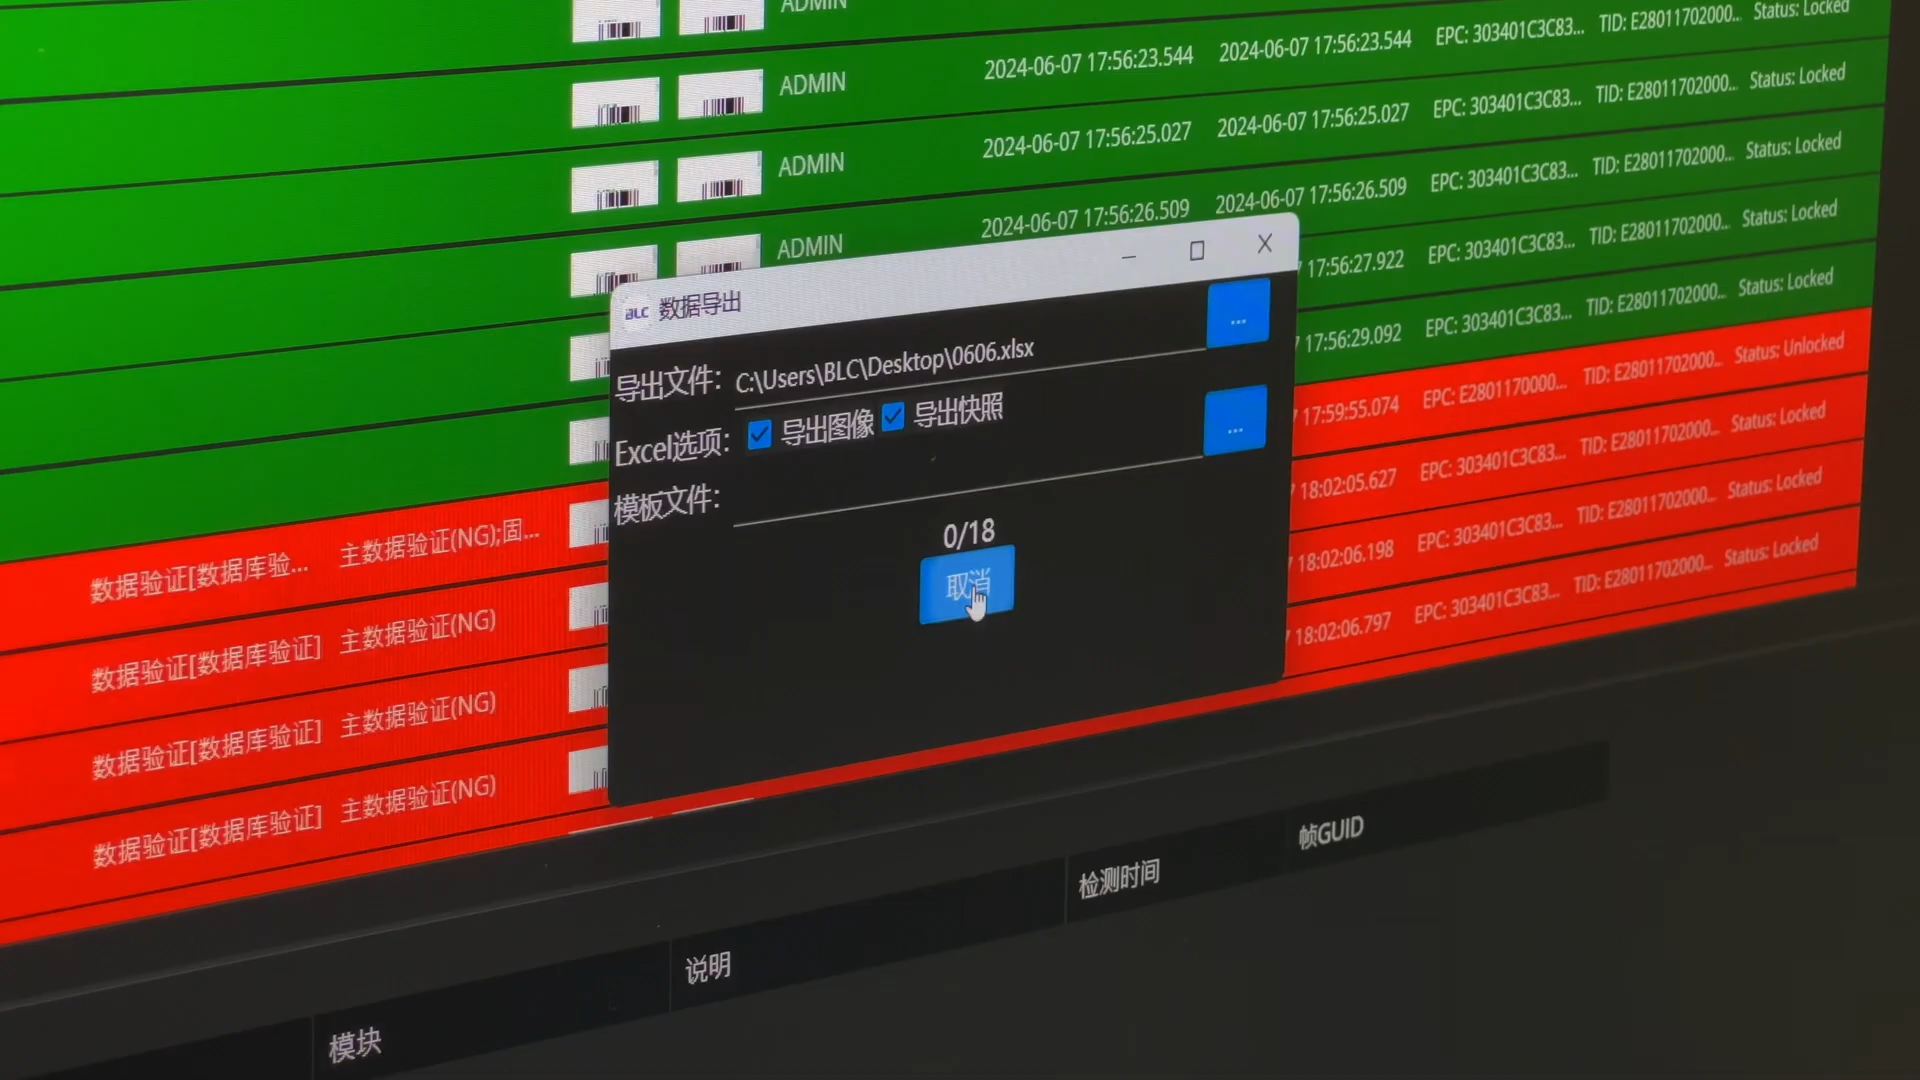 ADMIN
2024-06-07 17:56:23.544 2024-06-07 17:56:23.544 EPC: 303401C3C83... TID: E28011702000... Status: Locked
ADMIN
2024-06-07 17:56:25.027 2024-06-07 17:56:25.027 EPC: 303401C3C83... TID: E28011702000... Status: Locked
ADMIN
2024-06-07 17:56:26.509 2024-06-07 17:56:26.509 EPC: 303401C3C83... TID: E28011702000... Status: Locked
ADMIN
17:56:27.922 EPC: 303401C3C83... TID: E28011702000... Status: Locked
17:56:29.092 EPC: 303401C3C83... TID: E28011702000... Status: Locked
17:59:55.074 EPC: E2801170000... TID: E28011702000... Status: Unlocked
18:02:05.627 EPC: 303401C3C83... TID: E28011702000... Status: Locked
18:02:06.198 EPC: 303401C3C83... TID: E28011702000... Status: Locked
18:02:06.797 EPC: 303401C3C83... TID: E28011702000... Status: Locked
BLC 数据导出
导出文件: C:\Users\BLC\Desktop\0606.xlsx ...
Excel选项: 导出图像 导出快照
模板文件: ...
0/18
取消
数据验证[数据库验... 主数据验证(NG);固...
数据验证[数据库验证] 主数据验证(NG)
数据验证[数据库验证] 主数据验证(NG)
数据验证[数据库验证] 主数据验证(NG)
模块 说明 检测时间 帧GUID